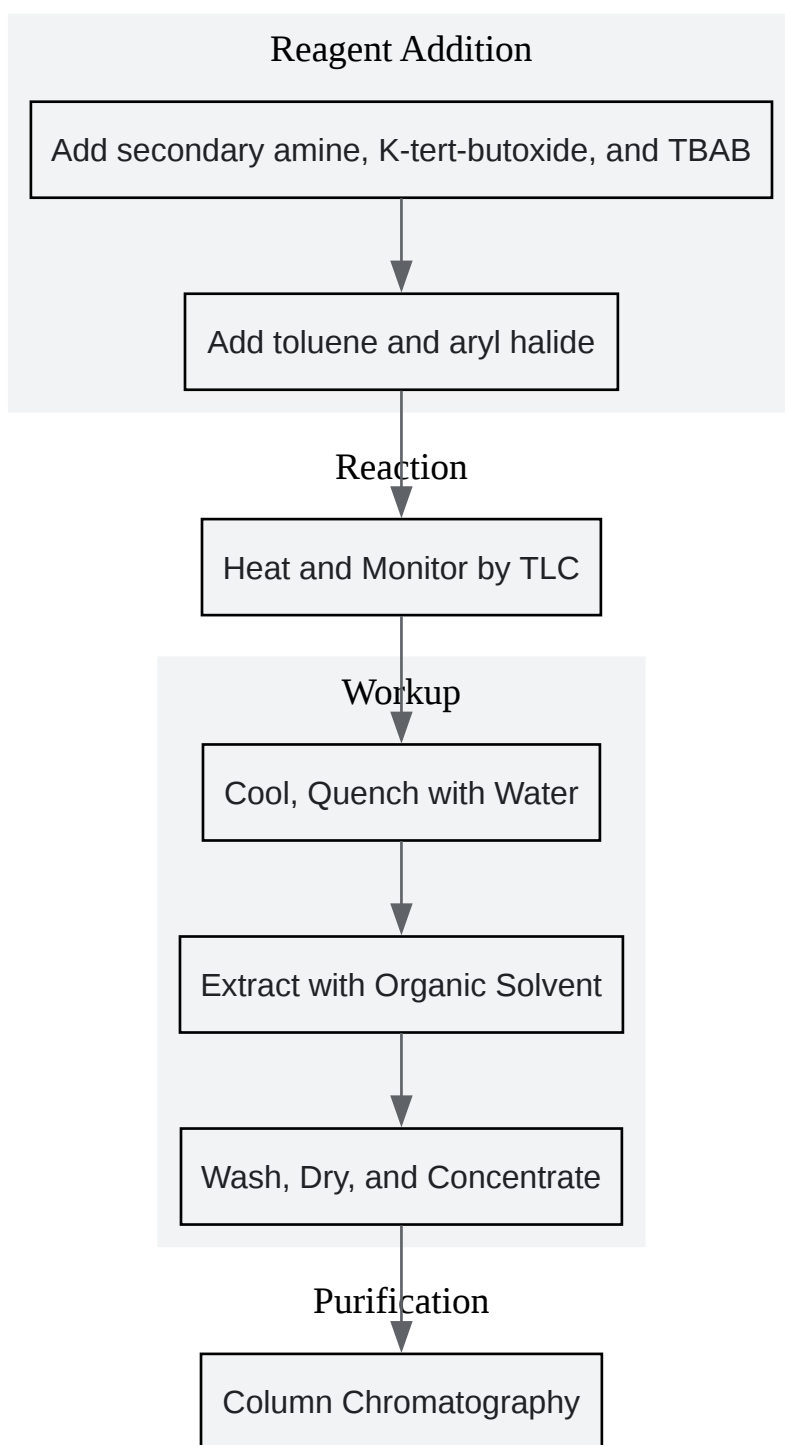 Reagent Addition
Add secondary amine, K-tert-butoxide, and TBAB
Add toluene and aryl halide
Reaction
Heat and Monitor by TLC
Workup
Cool, Quench with Water
Extract with Organic Solvent
Wash, Dry, and Concentrate
Purification
Column Chromatography